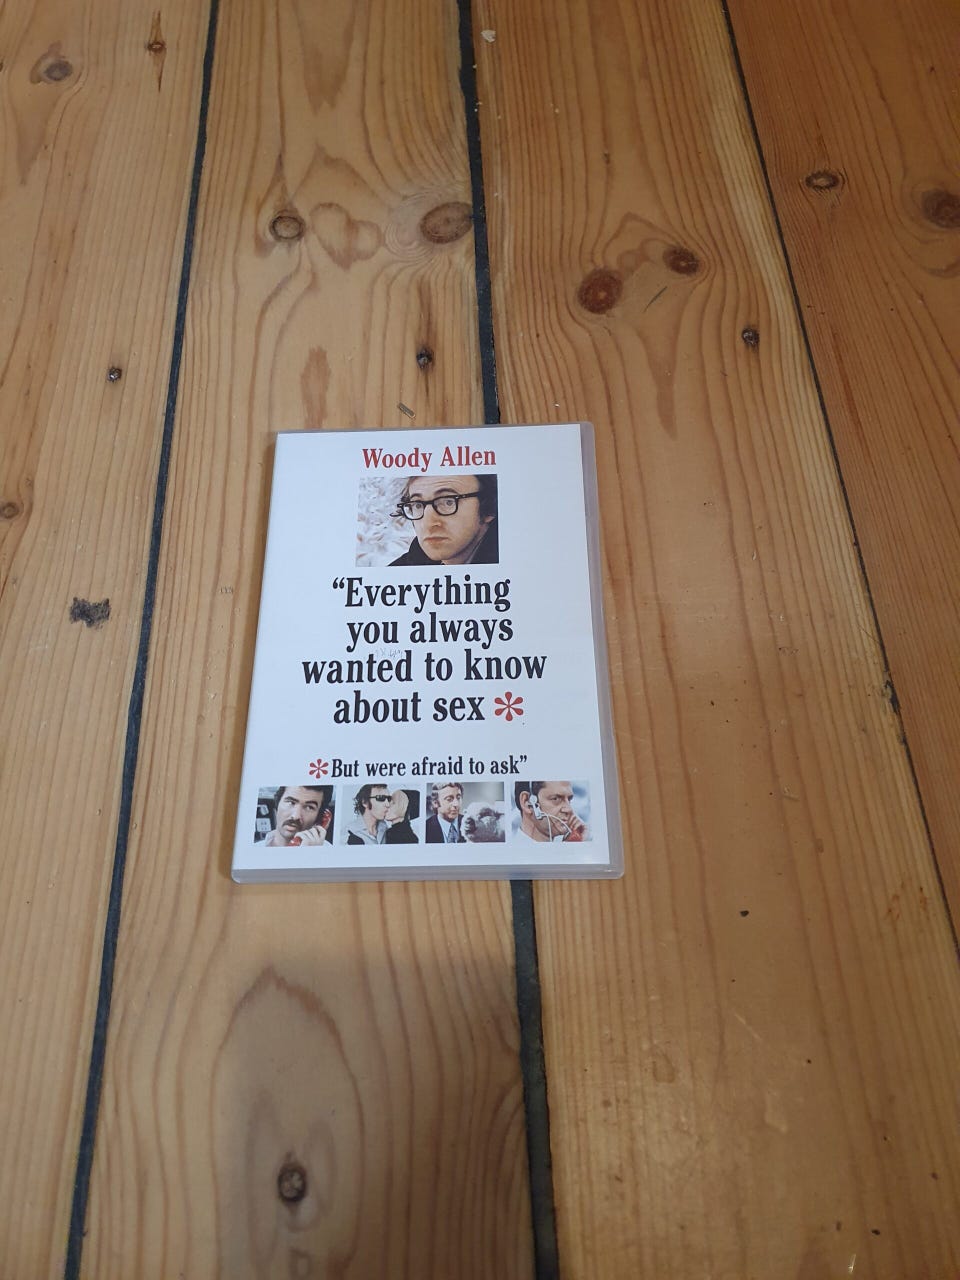 Woody Allen
“Everything
you always
wanted to know
about sex *
*But were afraid to ask”